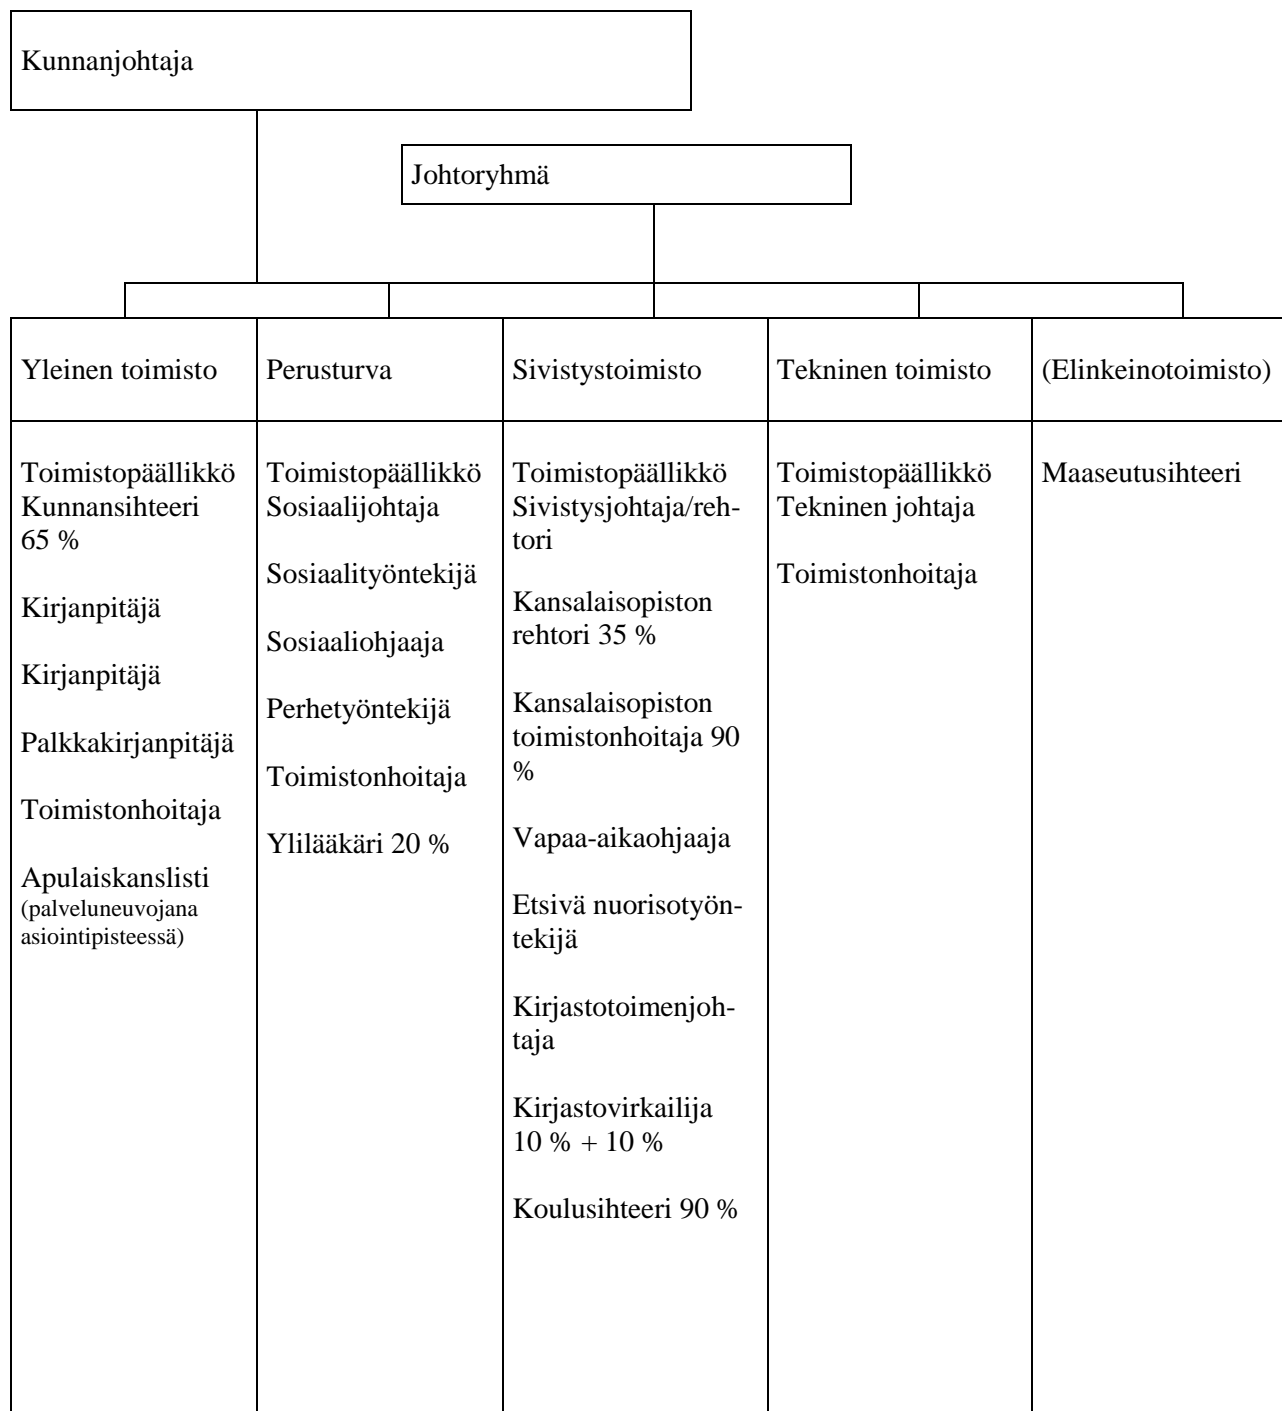 Kunnanjohtaja
Johtoryhmä
Yleinen toimisto
Perusturva
Sivistystoimisto
Tekninen toimisto
(Elinkeinotoimisto)
Toimistopäällikkö
Kunnansihteeri
65 %
Kirjanpitäjä
Kirjanpitäjä
Palkkakirjanpitäjä
Toimistonhoitaja
Apulaiskanslisti
(palveluneuvojana
asiointipisteessä)
Toimistopäällikkö
Sosiaalijohtaja
Sosiaalityöntekijä
Sosiaaliohjaaja
Perhetyöntekijä
Toimistonhoitaja
Ylilääkäri 20 %
Toimistopäällikkö
Sivistysjohtaja/reh-
tori
Kansalaisopiston
rehtori 35 %
Kansalaisopiston
toimistonhoitaja 90
%
Vapaa-aikaohjaaja
Etsivä nuorisotyön-
tekijä
Kirjastotoimenjoh-
taja
Kirjastovirkailija
10 % + 10 %
Koulusihteeri 90 %
Toimistopäällikkö
Tekninen johtaja
Toimistonhoitaja
Maaseutusihteeri